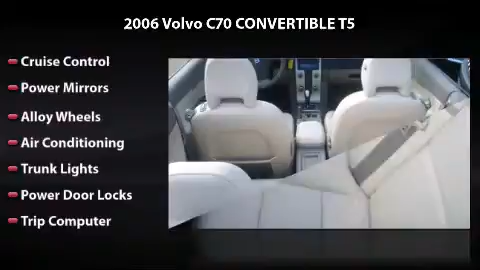 2006 Volvo C70 CONVERTIBLE T5
Cruise Control
Power Mirrors
Alloy Wheels
Air Conditioning
Trunk Lights
Power Door Locks
Trip Computer